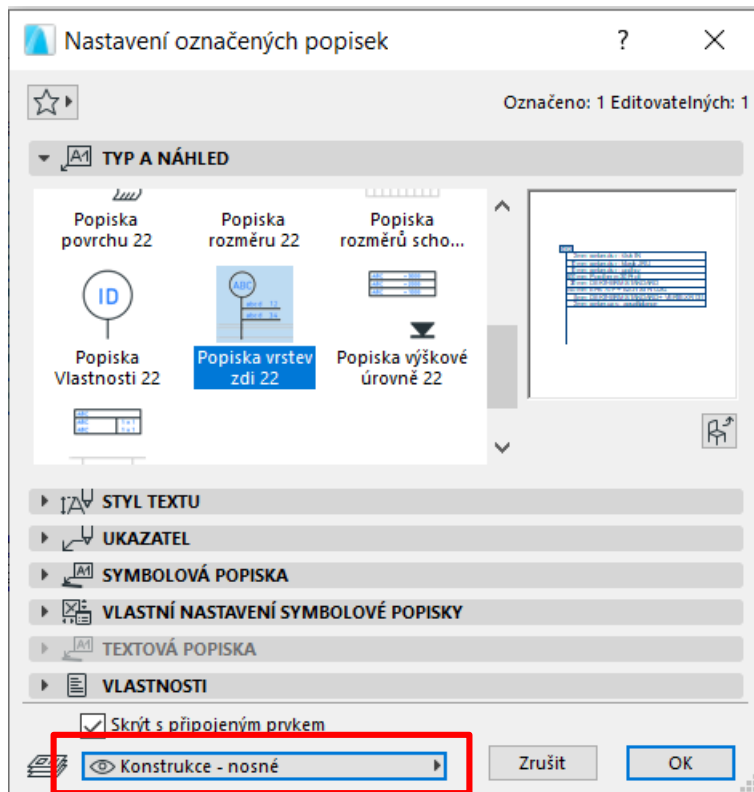 Nastavení označených popisek
?
Označeno: 1 Editovatelných: 1
TYP A NÁHLED
Popiska povrchu 22
Popiska rozměru 22
Popiska rozměrů scho...
ID
ABC
Popiska Vlastnosti 22
Popiska vrstev zdi 22
Popiska výškové úrovně 22
STYL TEXTU
UKAZATEL
SYMBOLOVÁ POPISKA
VLASTNÍ NASTAVENÍ SYMBOLOVÉ POPISKY
TEXTOVÁ POPISKA
VLASTNOSTI
Skrýt s připojeným prvkem
Konstrukce - nosné
Zrušit
OK